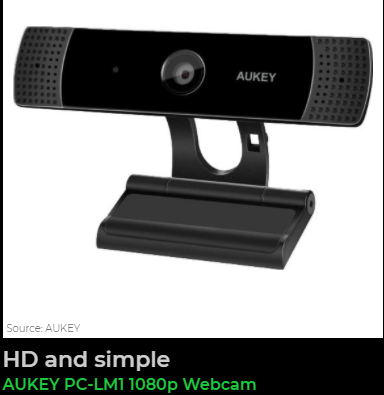 AUKEY
Source: AUKEY
HD and simple
AUKEY PC-LM1 1080p Webcam